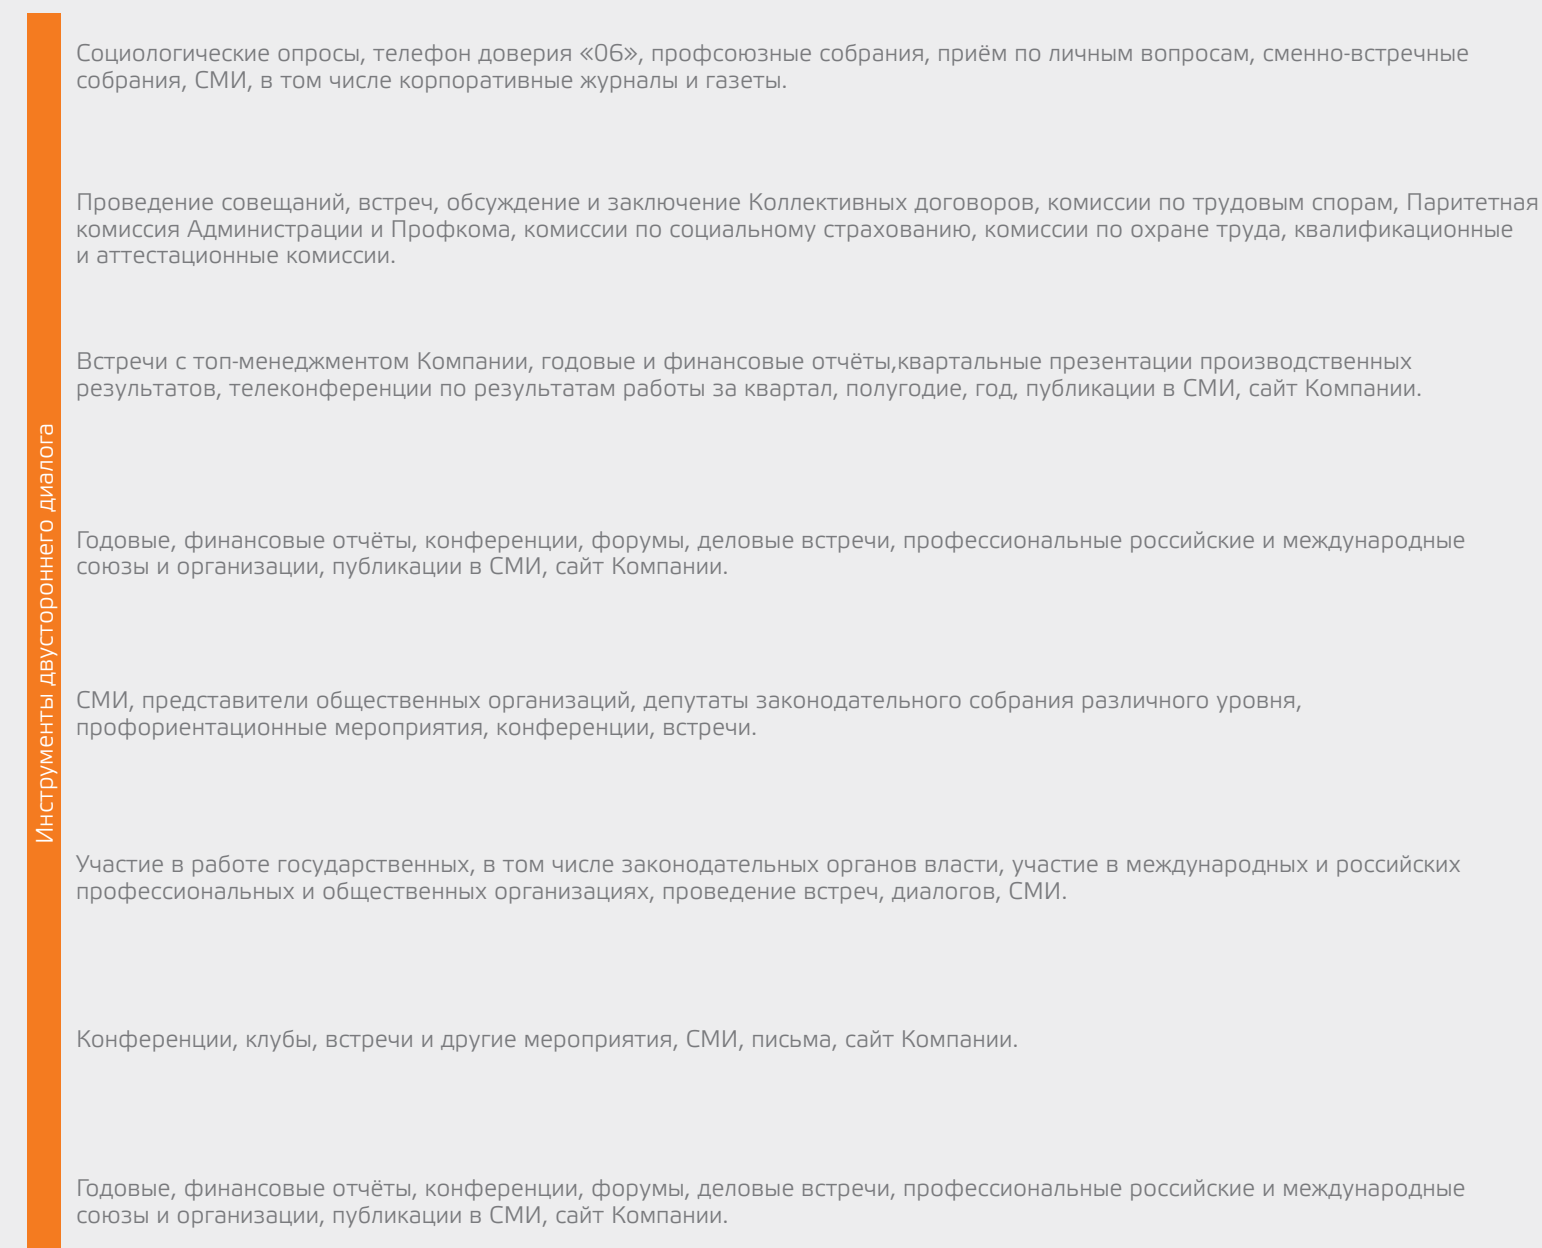 Инструменты двустороннего диалога
Социологические опросы, телефон доверия «06», профсоюзные собрания, приём по личным вопросам, сменно-встречные
собрания, СМИ, в том числе корпоративные журналы и газеты.
Проведение совещаний, встреч, обсуждение и заключение Коллективных договоров, комиссии по трудовым спорам, Паритетная
комиссия Администрации и Профкома, комиссии по социальному страхованию, комиссии по охране труда, квалификационные
и аттестационные комиссии.
Встречи с топ-менеджментом Компании, годовые и финансовые отчёты,квартальные презентации производственных
результатов, телеконференции по результатам работы за квартал, полугодие, год, публикации в СМИ, сайт Компании.
Годовые, финансовые отчёты, конференции, форумы, деловые встречи, профессиональные российские и международные
союзы и организации, публикации в СМИ, сайт Компании.
СМИ, представители общественных организаций, депутаты законодательного собрания различного уровня,
профориентационные мероприятия, конференции, встречи.
Участие в работе государственных, в том числе законодательных органов власти, участие в международных и российских
профессиональных и общественных организациях, проведение встреч, диалогов, СМИ.
Конференции, клубы, встречи и другие мероприятия, СМИ, письма, сайт Компании.
Годовые, финансовые отчёты, конференции, форумы, деловые встречи, профессиональные российские и международные
союзы и организации, публикации в СМИ, сайт Компании.